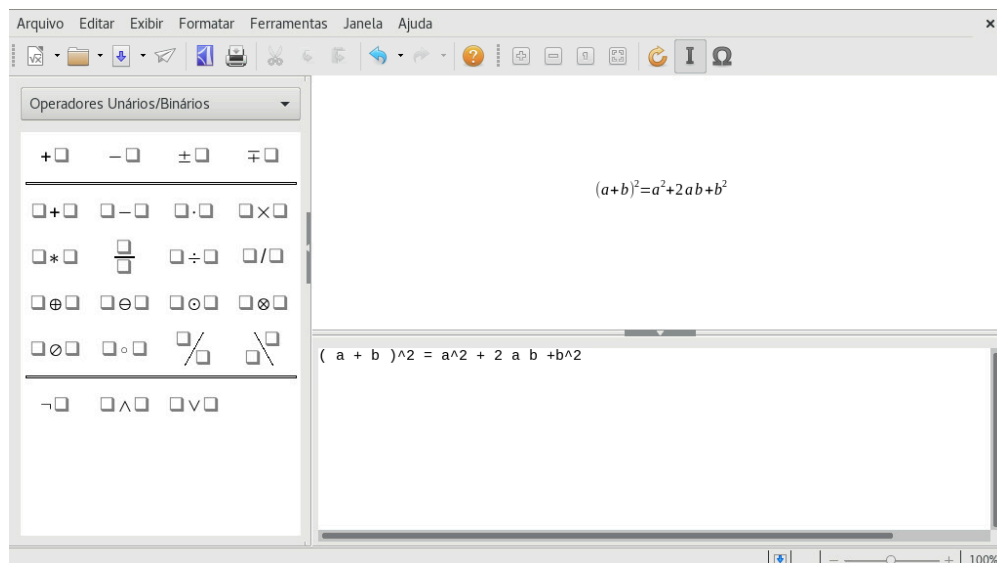 Arquivo Editar Exibir Formatar Ferramentas Janela Ajuda
Operadores Unários/Binários
+□ −□ ±□ ∓□
□+□ □−□ □·□ □×□
□∗□ □/□ □÷□ □/□
□⊕□ □⊖□ □⊙□ □⊗□
□⊘□ □∘□ □/□ □\□
¬□ □∧□ □∨□
(a+b)²=a²+2ab+b²
( a + b )^2 = a^2 + 2 a b +b^2
100%